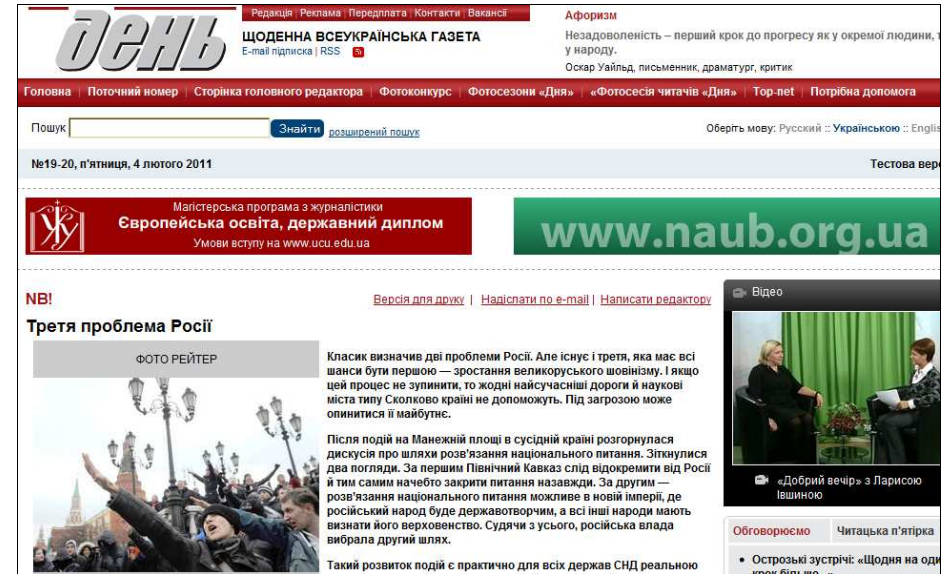 день
Редакція | Реклама | Передплата | Контакти | Вакансії
ЩОДЕННА ВСЕУКРАЇНСЬКА ГАЗЕТА
E-mail підписка | RSS
Афоризм
Незадоволеність – перший крок до прогресу як у окремої людини,
у народу.
Оскар Уайльд, письменник, драматург, критик
Головна | Поточний номер | Сторінка головного редактора | Фотоконкурс | Фотосезони «Дня» | «Фотосесія читачів «Дня» | Top-net | Потрібна допомога
Пошук
Знайти
розширений пошук
Оберіть мову: Русский :: Українською :: Englis
№19-20, п'ятниця, 4 лютого 2011
Тестова вер
Магістерська програма з журналістики
Європейська освіта, державний диплом
Умови вступу на www.ucu.edu.ua
www.naub.org.ua
NB!
Версія для друку | Надіслати по e-mail | Написати редактору
Третя проблема Росії
ФОТО РЕЙТЕР
Класик визначив дві проблеми Росії. Але існує і третя, яка має всі
шанси бути першою — зростання великоруського шовінізму. І якщо
цей процес не зупинити, то жодні найсучасніші дороги й наукові
міста типу Сколково країні не допоможуть. Під загрозою може
опинитися її майбутнє.
Після подій на Манежній площі в сусідній країні розгорнулася
дискусія про шляхи розв'язання національного питання. Зіткнулися
два погляди. За першим Північний Кавказ слід відокремити від Росії
й тим самим начебто закрити питання назавжди. За другим —
розв'язання національного питання можливе в новій імперії, де
російський народ буде державотворчим, а всі інші народи мають
визнати його верховенство. Судячи з усього, російська влада
вибрала другий шлях.
Такий розвиток подій є практично для всіх держав СНД реальною
Відео
«Добрий вечір» з Ларисою
Івшиною
Обговорюємо
Читацька п'ятірка
• Острозькі зустрічі: «Щодня на оди